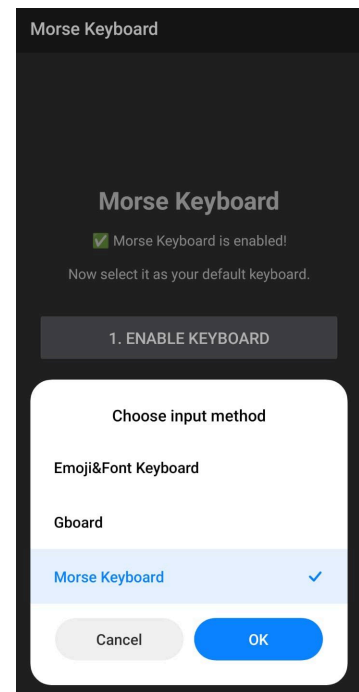 Morse Keyboard
Morse Keyboard
✅ Morse Keyboard is enabled!
Now select it as your default keyboard.
1. ENABLE KEYBOARD
Choose input method
Emoji&Font Keyboard
Gboard
Morse Keyboard
Cancel OK